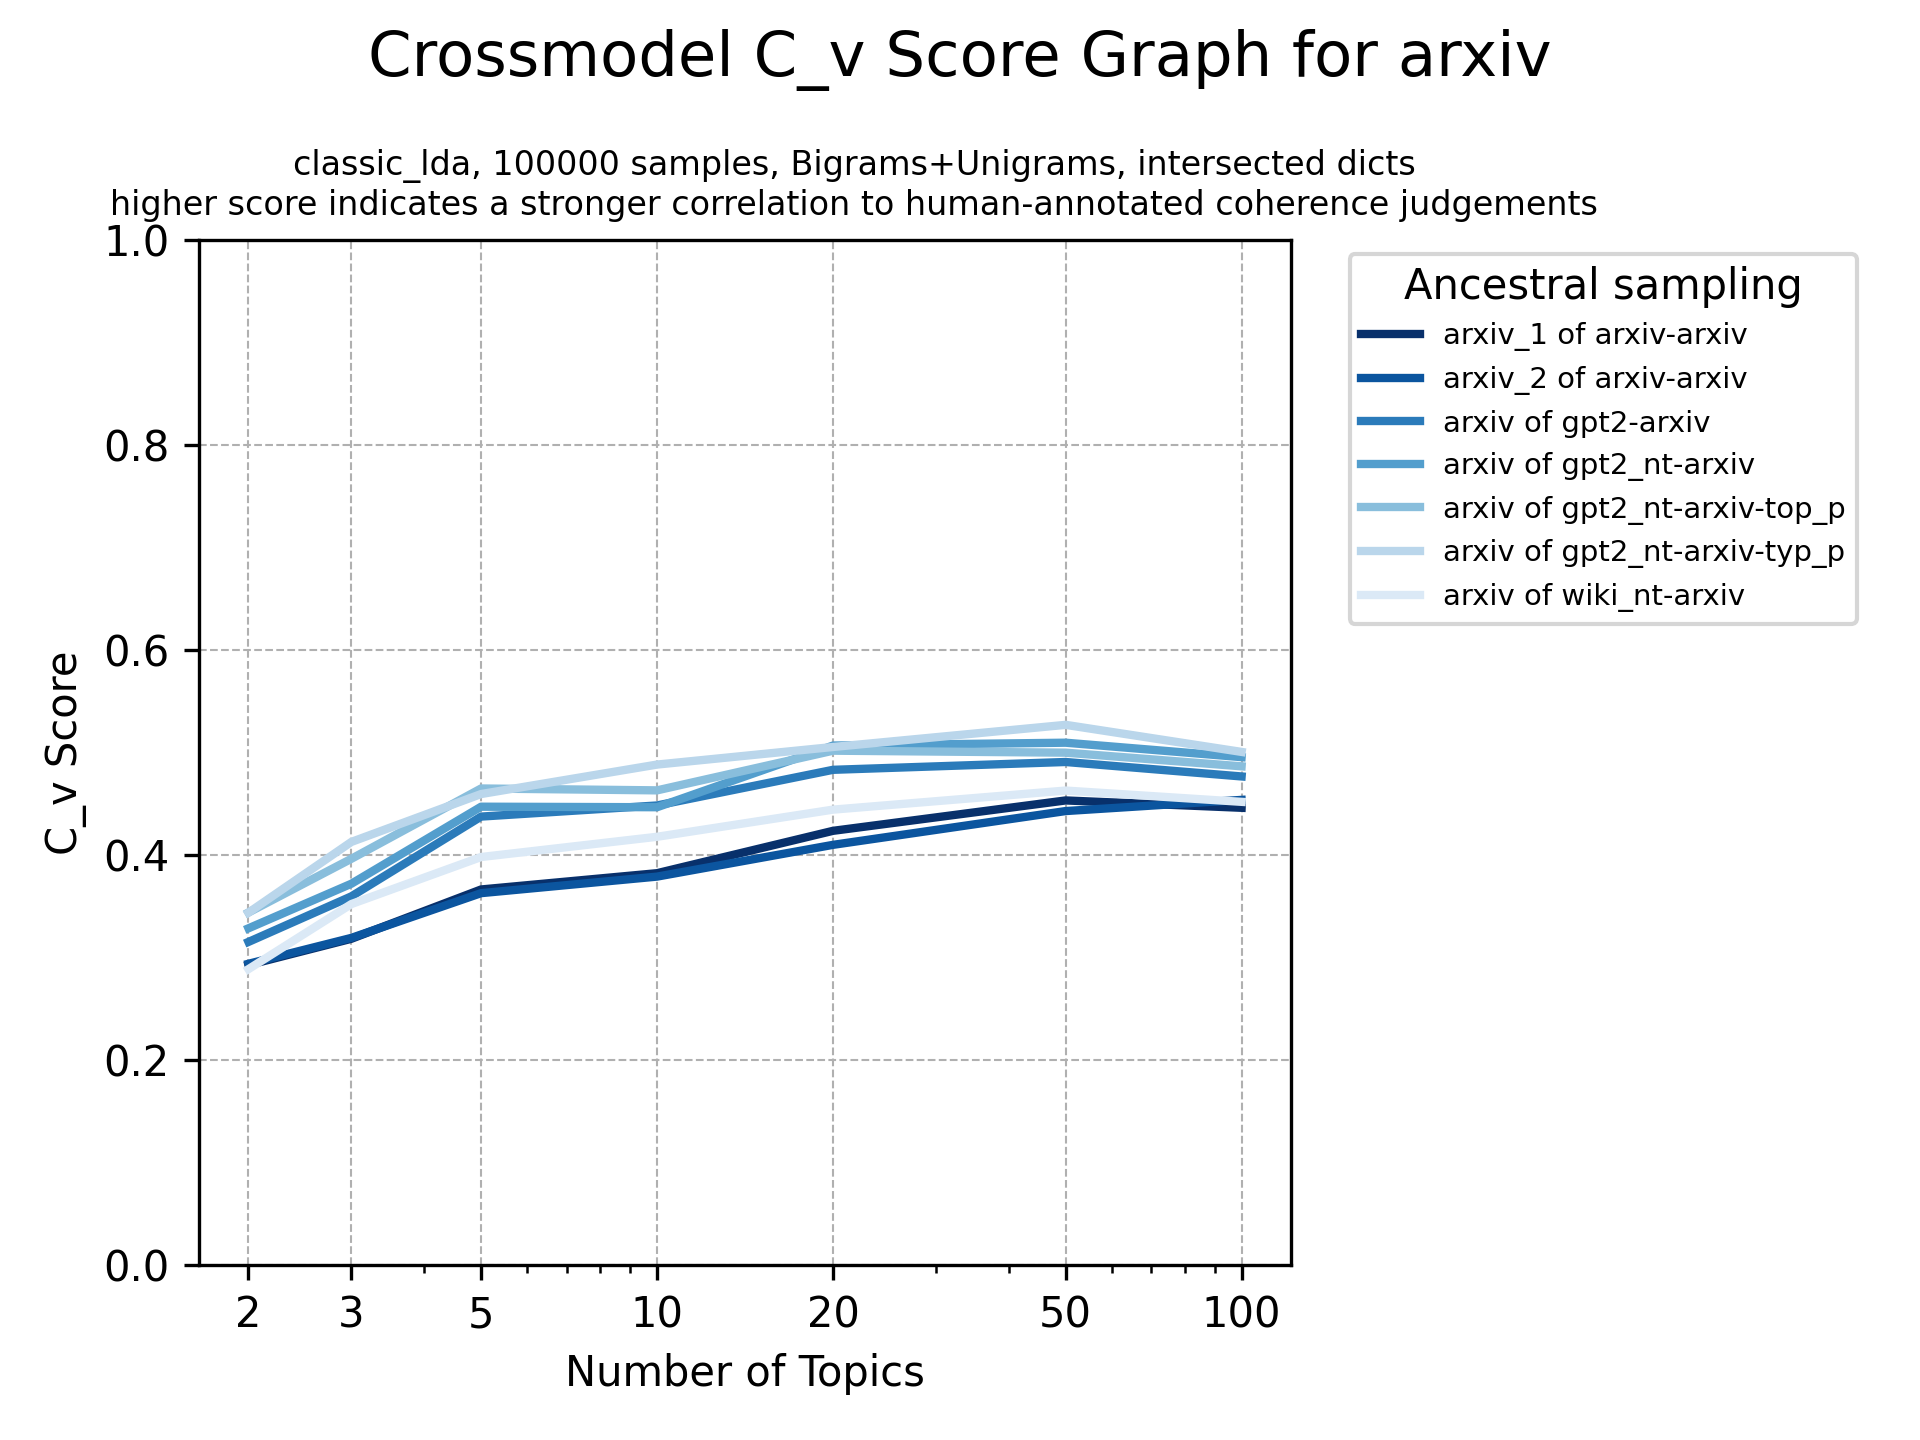 Crossmodel C_v Score Graph for arxiv
classic_lda, 100000 samples, Bigrams+Unigrams, intersected dicts
higher score indicates a stronger correlation to human-annotated coherence judgements
1.0
0.8
0.6
0.4
0.2
0.0
C_v Score
2 3 5 10 20 50 100
Number of Topics
Ancestral sampling
arxiv_1 of arxiv-arxiv
arxiv_2 of arxiv-arxiv
arxiv of gpt2-arxiv
arxiv of gpt2_nt-arxiv
arxiv of gpt2_nt-arxiv-top_p
arxiv of gpt2_nt-arxiv-typ_p
arxiv of wiki_nt-arxiv